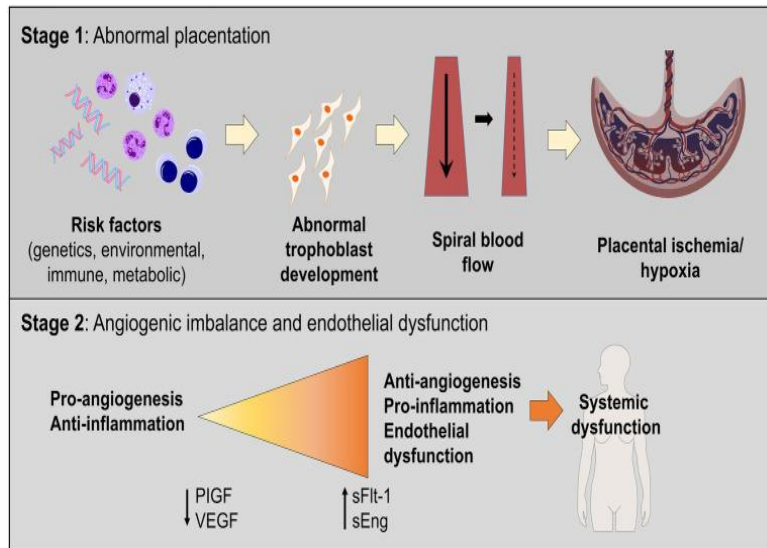 Stage 1: Abnormal placentation
Risk factors
(genetics, environmental,
immune, metabolic)
Abnormal
trophoblast
development
Spiral blood
flow
Placental ischemia/
hypoxia
Stage 2: Angiogenic imbalance and endothelial dysfunction
Pro-angiogenesis
Anti-inflammation
Anti-angiogenesis
Pro-inflammation
Endothelial
dysfunction
Systemic
dysfunction
↓ PIGF
VEGF
↑ sFlt-1
sEng